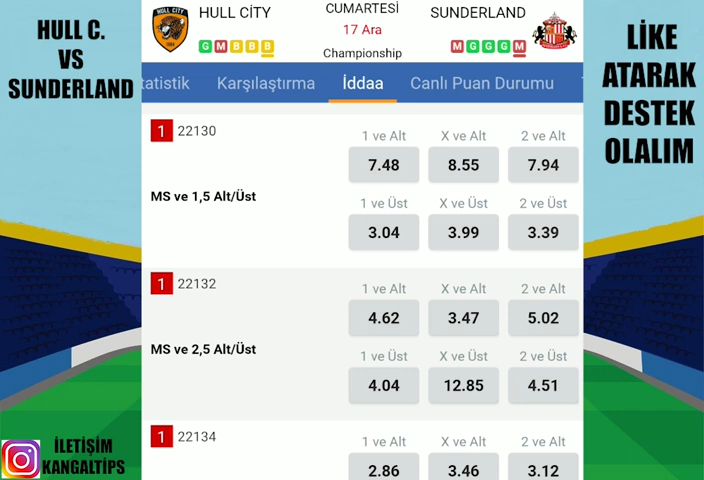 HULL C.
VS
SUNDERLAND
HULL CITY
G M B B B
CUMARTESİ
17 Ara
Championship
SUNDERLAND
M G G G M
LİKE
ATARAK
DESTEK
OLALIM
tatistik Karşılaştırma İddaa Canlı Puan Durumu
1 22130
MS ve 1,5 Alt/Üst
1 ve Alt X ve Alt 2 ve Alt
7.48 8.55 7.94
1 ve Üst X ve Üst 2 ve Üst
3.04 3.99 3.39
1 22132
MS ve 2,5 Alt/Üst
1 ve Alt X ve Alt 2 ve Alt
4.62 3.47 5.02
1 ve Üst X ve Üst 2 ve Üst
4.04 12.85 4.51
1 22134
1 ve Alt X ve Alt 2 ve Alt
2.86 3.46 3.12
İLETİŞİM
KANGALTİPS